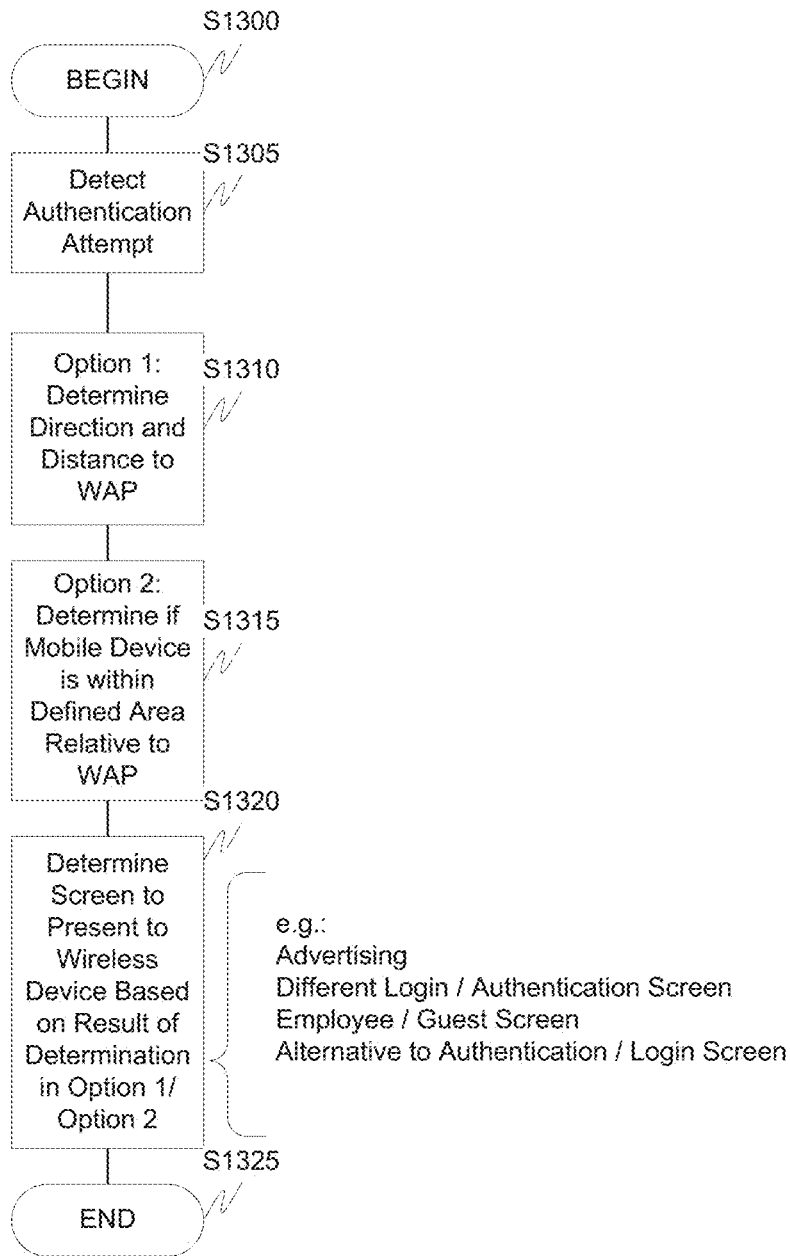 S1300
BEGIN
S1305
Detect
Authentication
Attempt
Option 1:
S1310
Determine
Direction and
Distance to
WAP
Option 2:
Determine if
S1315
Mobile Device
is within
Defined Area
Relative to
WAP
S1320
Determine
Screen to
Present to
Wireless
Device Based
on Result of
Determination
in Option 1/
Option 2
e.g.:
Advertising
Different Login / Authentication Screen
Employee / Guest Screen
Alternative to Authentication / Login Screen
S1325
END